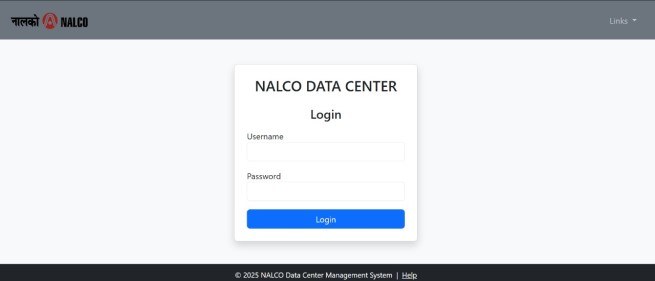 नालको NALCO
Links
NALCO DATA CENTER
Login
Username
Password
Login
© 2025 NALCO Data Center Management System | Help